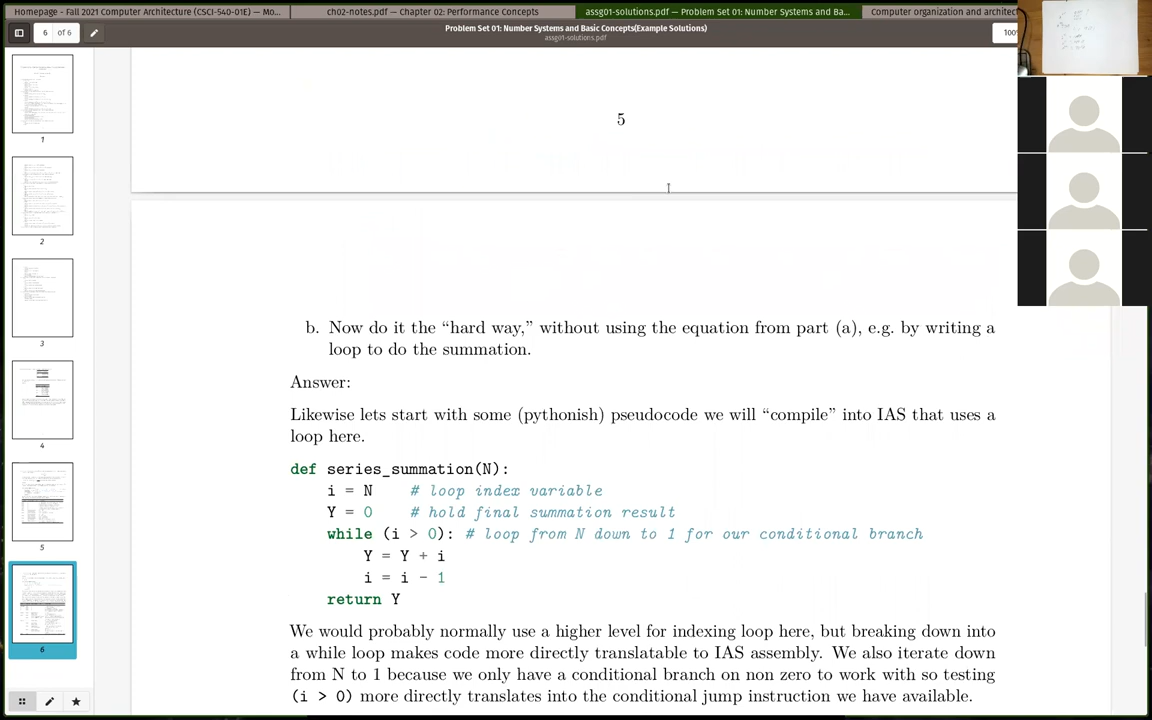 Homepage - Fall 2021 Computer Architecture (CSCI-540-01E) — Mo...
ch02-notes.pdf — Chapter 02: Performance Concepts
assg01-solutions.pdf — Problem Set 01: Number Systems and Ba...
Computer organization and architect
6 of 6
Problem Set 01: Number Systems and Basic Concepts(Example Solutions)
assg01-solutions.pdf
100
1
2
3
4
5
6
5
b. Now do it the “hard way,” without using the equation from part (a), e.g. by writing a
loop to do the summation.
Answer:
Likewise lets start with some (pythonish) pseudocode we will “compile” into IAS that uses a
loop here.
def series_summation(N):
i = N # loop index variable
Y = 0 # hold final summation result
while (i > 0): # loop from N down to 1 for our conditional branch
Y = Y + i
i = i - 1
return Y
We would probably normally use a higher level for indexing loop here, but breaking down into
a while loop makes code more directly translatable to IAS assembly. We also iterate down
from N to 1 because we only have a conditional branch on non zero to work with so testing
(i > 0) more directly translates into the conditional jump instruction we have available.